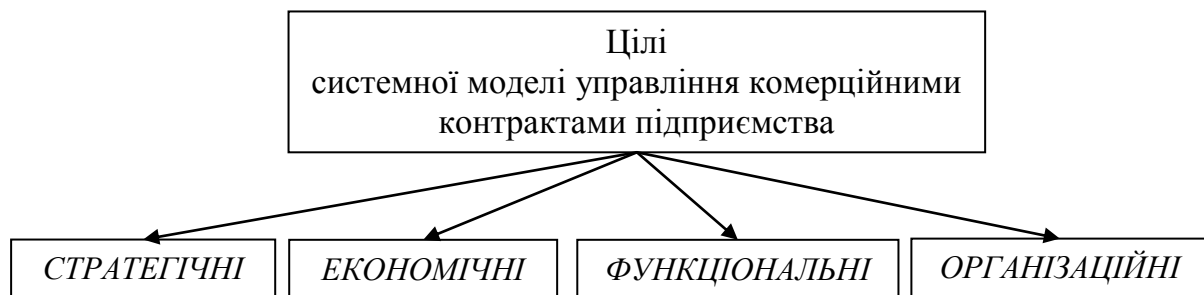 Цілі
системної моделі управління комерційними
контрактами підприємства
СТРАТЕГІЧНІ
ЕКОНОМІЧНІ
ФУНКЦІОНАЛЬНІ
ОРГАНІЗАЦІЙНІ